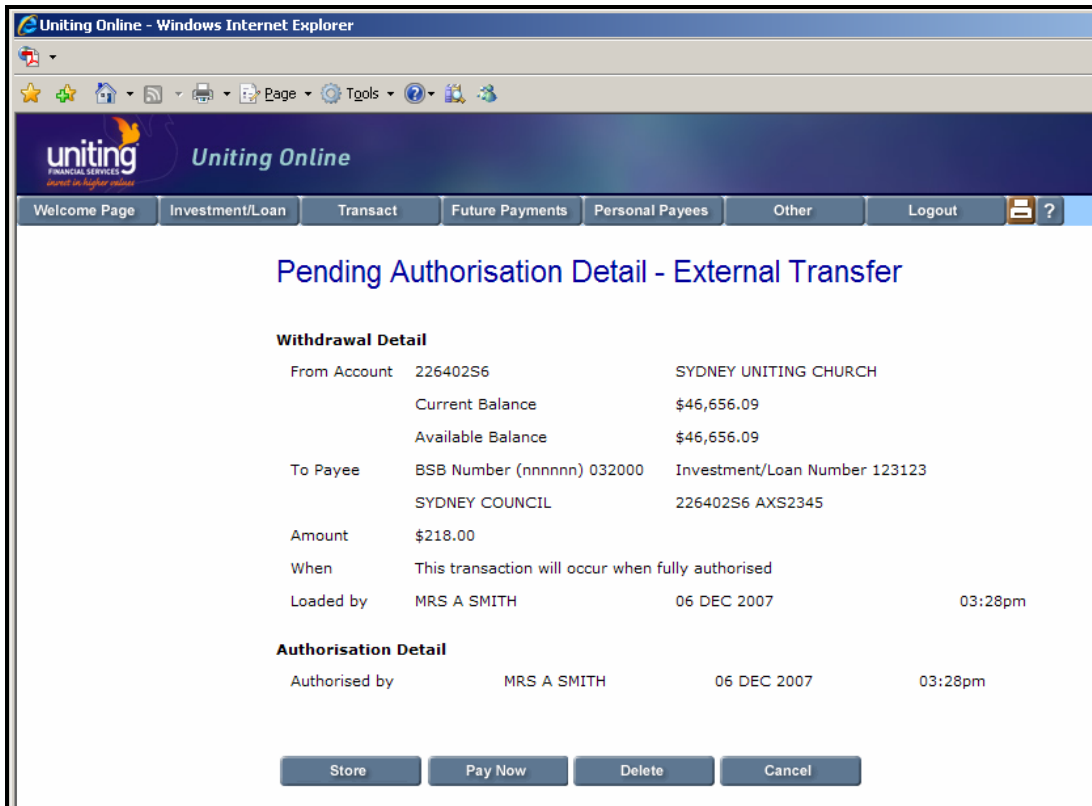 Uniting Online - Windows Internet Explorer
Page Tools
uniting
FINANCIAL SERVICES
invest in higher values
Uniting Online
Welcome Page Investment/Loan Transact Future Payments Personal Payees Other Logout ?
Pending Authorisation Detail - External Transfer
Withdrawal Detail
From Account 226402S6 SYDNEY UNITING CHURCH
Current Balance $46,656.09
Available Balance $46,656.09
To Payee BSB Number (nnnnnn) 032000 Investment/Loan Number 123123
SYDNEY COUNCIL 226402S6 AXS2345
Amount $218.00
When This transaction will occur when fully authorised
Loaded by MRS A SMITH 06 DEC 2007 03:28pm
Authorisation Detail
Authorised by MRS A SMITH 06 DEC 2007 03:28pm
Store Pay Now Delete Cancel